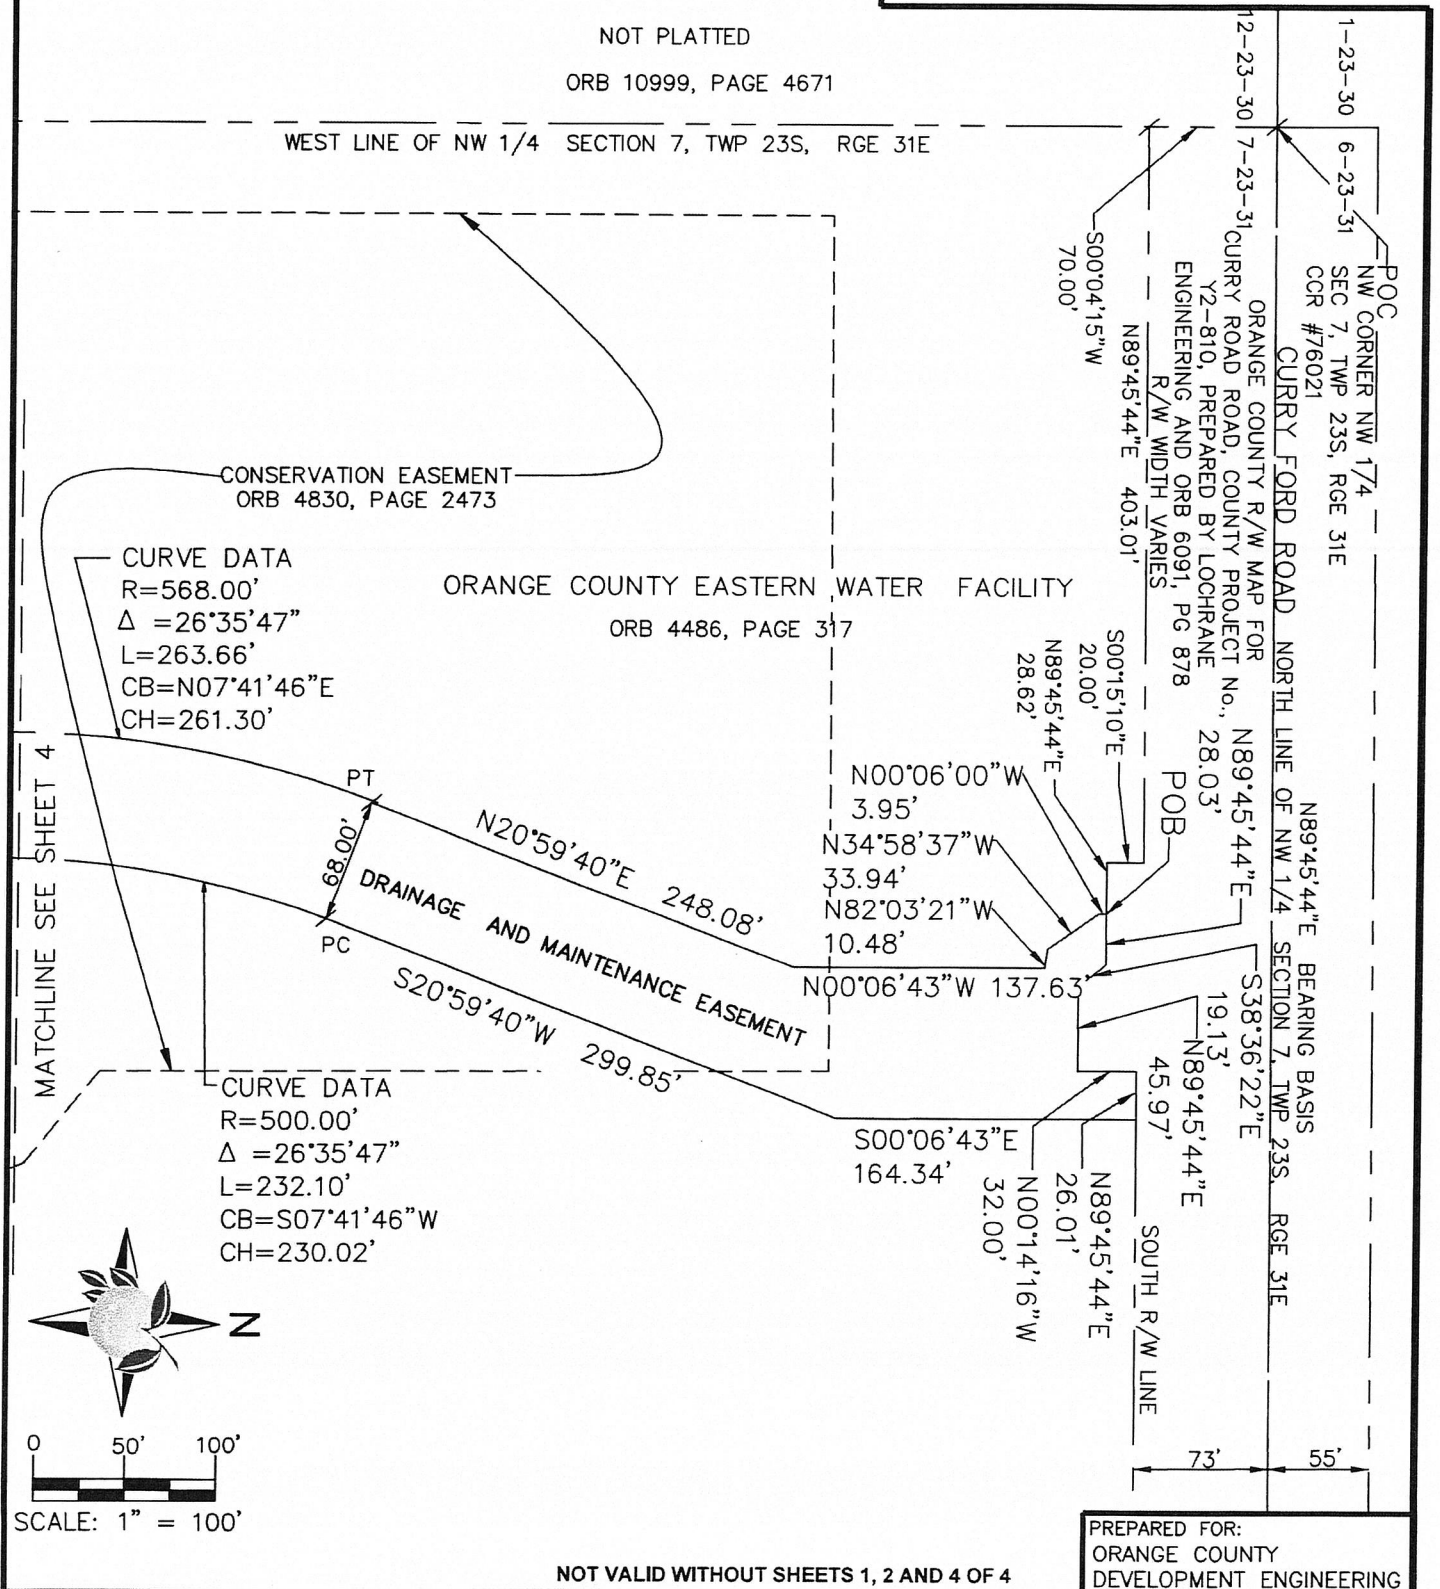 NOT PLATTED
ORB 10999, PAGE 4671
WEST LINE OF NW 1/4 SECTION 7, TWP 23S, RGE 31E
12-23-30
7-23-31
1-23-30
6-23-31
POC
NW CORNER NW 1/4
SEC 7, TWP 23S, RGE 31E
CCR #76021
CURRY FORD ROAD
NORTH LINE OF NW 1/4 SECTION 7, TWP 23S, RGE 31E
N89°45'44"E BEARING BASIS
ORANGE COUNTY R/W MAP FOR
CURRY ROAD ROAD, COUNTY PROJECT No.,
Y2-810, PREPARED BY LOCHRANE
ENGINEERING AND ORB 6091, PG 878
R/W WIDTH VARIES
N89°45'44"E 403.01'
S00°04'15"W
70.00'
CONSERVATION EASEMENT
ORB 4830, PAGE 2473
CURVE DATA
R=568.00'
Δ =26°35'47"
L=263.66'
CB=N07°41'46"E
CH=261.30'
ORANGE COUNTY EASTERN WATER FACILITY
ORB 4486, PAGE 317
S00°15'10"E
20.00'
N89°45'44"E
28.62'
N89°45'44"E
28.03'
POB
N00°06'00"W
3.95'
N34°58'37"W
33.94'
N82°03'21"W
10.48'
N00°06'43"W 137.63'
PT
68.00'
PC
N20°59'40"E 248.08'
DRAINAGE AND MAINTENANCE EASEMENT
S20°59'40"W 299.85'
MATCHLINE SEE SHEET 4
S38°36'22"E
19.13'
N89°45'44"E
45.97'
CURVE DATA
R=500.00'
Δ =26°35'47"
L=232.10'
CB=S07°41'46"W
CH=230.02'
S00°06'43"E
164.34'
N00°14'16"W
32.00'
N89°45'44"E
26.01'
SOUTH R/W LINE
N
73'
55'
0 50' 100'
SCALE: 1" = 100'
NOT VALID WITHOUT SHEETS 1, 2 AND 4 OF 4
PREPARED FOR:
ORANGE COUNTY
DEVELOPMENT ENGINEERING